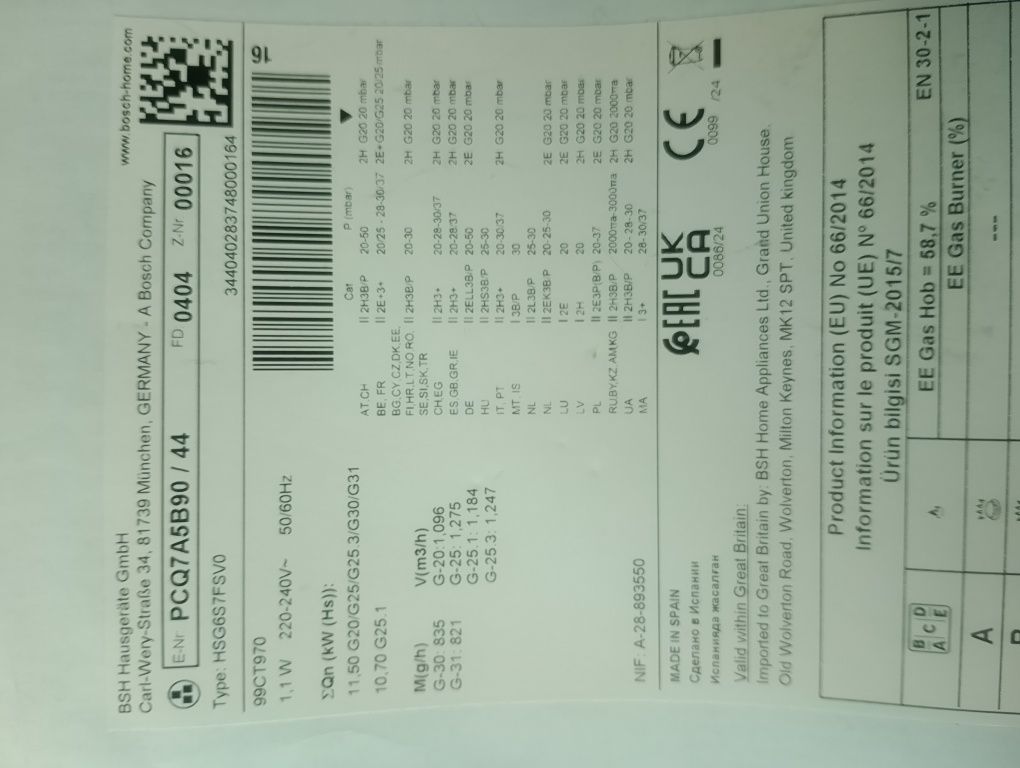 BSH Hausgeräte GmbH
Carl-Wery-Straße 34, 81739 München, GERMANY - A Bosch Company
www.bosch-home.com
E-Nr PCQ7A5B90 / 44 FD 0404 Z-Nr 00016
Type: HSG6S7FSV0
344040283748000164
99CT970
16
1,1 W 220-240V~ 50/60Hz
ΣQn (kW (Hs)):
11,50 G20/G25/G25.3/G30/G31
10,70 G25.1
M(g/h) V(m3/h)
G-30: 835 G-20:1,096
G-31: 821 G-25: 1,275
G-25.1: 1,184
G-25.3: 1,247
Cat P (mbar)
AT,CH II 2H3B/P 20-50 2H G20 20 mbar
BE, FR II 2E+3+ 20/25 - 28-30/37 2E+G20/G25 20/25 mbar
BG,CY,CZ,DK,EE,
FI,HR,LT,NO,RO, II 2H3B/P 20-30 2H G20 20 mbar
SE,SI,SK,TR
CH,EG II 2H3+ 20-28-30/37 2H G20 20 mbar
ES,GB,GR,IE II 2H3+ 20-28/37 2H G20 20 mbar
DE II 2ELL3B/P 20-50 2E G20 20 mbar
HU II 2HS3B/P 25-30
IT, PT II 2H3+ 20-30/37 2H G20 20 mbar
MT, IS I 3B/P 30
NL II 2L3B/P 25-30
NL II 2EK3B/P 20-25-30 2E G20 20 mbar
LU I 2E 20 2E G20 20 mbar
LV I 2H 20 2H G20 20 mbar
PL II 2E3P(B/P) 20-37 2E G20 20 mbar
RU,BY,KZ,AM,KG II 2H3B/P 2000Па-3000Па 2H G20 2000Па
UA II 2H3B/P 20 - 28-30 2H G20 20 mbar
MA I 3+ 28-30/37
NIF: A-28-893550
MADE IN SPAIN
Сделано в Испании
Испанияда жасалган
EAC UK CA CE
0086/24 0099 /24
Valid within Great Britain:
Imported to Great Britain by: BSH Home Appliances Ltd., Grand Union House.
Old Wolverton Road, Wolverton, Milton Keynes, MK12 5PT, United kingdom
Product Information (EU) No 66/2014
Information sur le produit (UE) N° 66/2014
Ürün bilgisi SGM-2015/7
B D
A C E
EE Gas Hob = 58,7 % EN 30-2-1
EE Gas Burner (%)
A ---